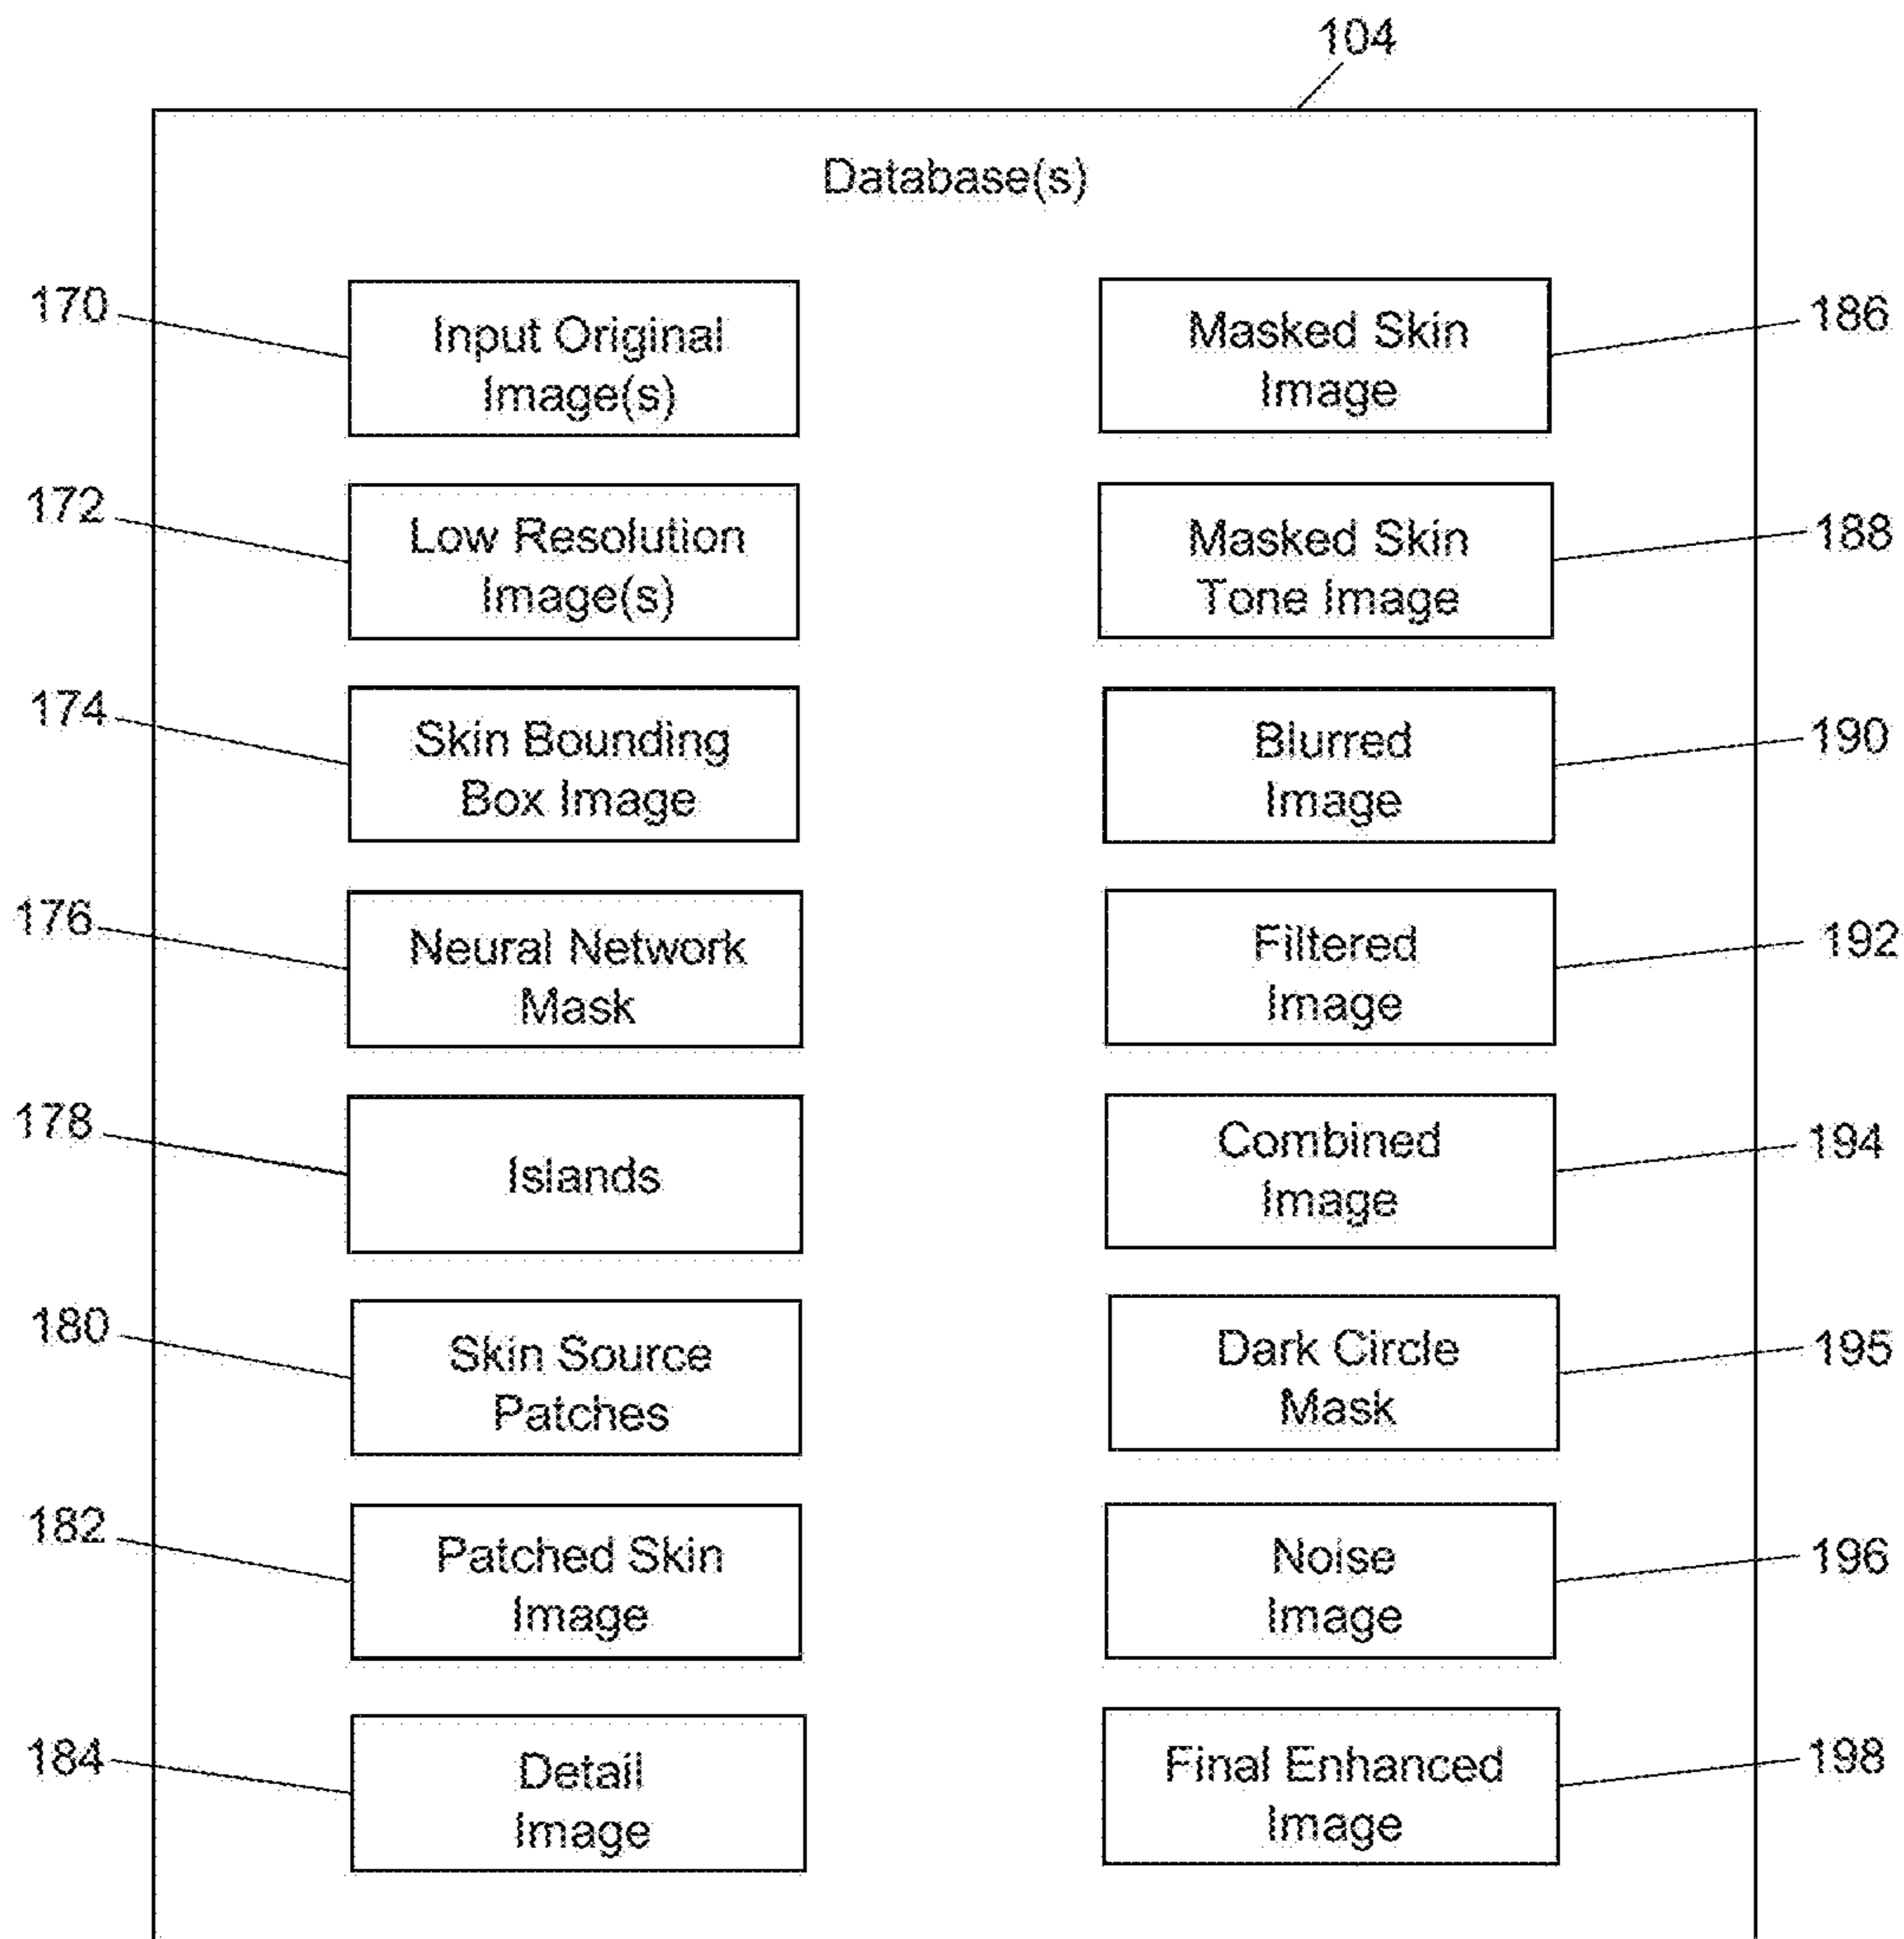 104
Database(s)
170
Input Original
Image(s)
172
Low Resolution
Image(s)
174
Skin Bounding
Box Image
176
Neural Network
Mask
178
Islands
180
Skin Source
Patches
182
Patched Skin
Image
184
Detail
Image
Masked Skin
Image
186
Masked Skin
Tone Image
188
Blurred
Image
190
Filtered
Image
192
Combined
Image
194
Dark Circle
Mask
195
Noise
Image
196
Final Enhanced
Image
198